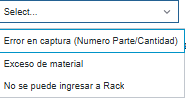 Select...
Error en captura (Numero Parte/Cantidad)
Exceso de material
No se puede ingresar a Rack